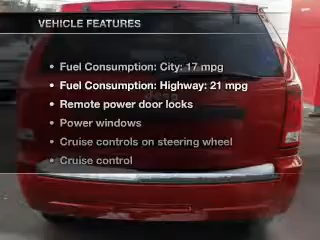 VEHICLE FEATURES
• Fuel Consumption: City: 17 mpg
• Fuel Consumption: Highway: 21 mpg
• Remote power door locks
• Power windows
• Cruise controls on steering wheel
• Cruise control